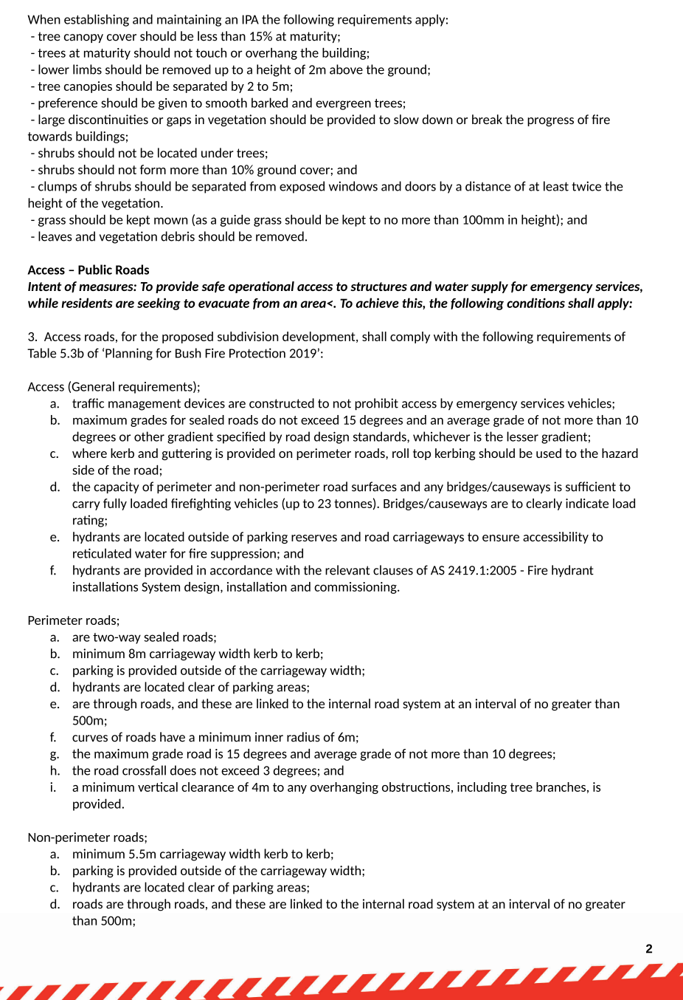 When establishing and maintaining an IPA the following requirements apply:
- tree canopy cover should be less than 15% at maturity;
- trees at maturity should not touch or overhang the building;
- lower limbs should be removed up to a height of 2m above the ground;
- tree canopies should be separated by 2 to 5m;
- preference should be given to smooth barked and evergreen trees;
- large discontinuities or gaps in vegetation should be provided to slow down or break the progress of fire
towards buildings;
- shrubs should not be located under trees;
- shrubs should not form more than 10% ground cover; and
- clumps of shrubs should be separated from exposed windows and doors by a distance of at least twice the
height of the vegetation.
- grass should be kept mown (as a guide grass should be kept to no more than 100mm in height); and
- leaves and vegetation debris should be removed.
Access – Public Roads
Intent of measures: To provide safe operational access to structures and water supply for emergency services,
while residents are seeking to evacuate from an area<. To achieve this, the following conditions shall apply:
3. Access roads, for the proposed subdivision development, shall comply with the following requirements of
Table 5.3b of ‘Planning for Bush Fire Protection 2019’:
Access (General requirements);
a. traffic management devices are constructed to not prohibit access by emergency services vehicles;
b. maximum grades for sealed roads do not exceed 15 degrees and an average grade of not more than 10
degrees or other gradient specified by road design standards, whichever is the lesser gradient;
c. where kerb and guttering is provided on perimeter roads, roll top kerbing should be used to the hazard
side of the road;
d. the capacity of perimeter and non-perimeter road surfaces and any bridges/causeways is sufficient to
carry fully loaded firefighting vehicles (up to 23 tonnes). Bridges/causeways are to clearly indicate load
rating;
e. hydrants are located outside of parking reserves and road carriageways to ensure accessibility to
reticulated water for fire suppression; and
f. hydrants are provided in accordance with the relevant clauses of AS 2419.1:2005 - Fire hydrant
installations System design, installation and commissioning.
Perimeter roads;
a. are two-way sealed roads;
b. minimum 8m carriageway width kerb to kerb;
c. parking is provided outside of the carriageway width;
d. hydrants are located clear of parking areas;
e. are through roads, and these are linked to the internal road system at an interval of no greater than
500m;
f. curves of roads have a minimum inner radius of 6m;
g. the maximum grade road is 15 degrees and average grade of not more than 10 degrees;
h. the road crossfall does not exceed 3 degrees; and
i. a minimum vertical clearance of 4m to any overhanging obstructions, including tree branches, is
provided.
Non-perimeter roads;
a. minimum 5.5m carriageway width kerb to kerb;
b. parking is provided outside of the carriageway width;
c. hydrants are located clear of parking areas;
d. roads are through roads, and these are linked to the internal road system at an interval of no greater
than 500m;
2